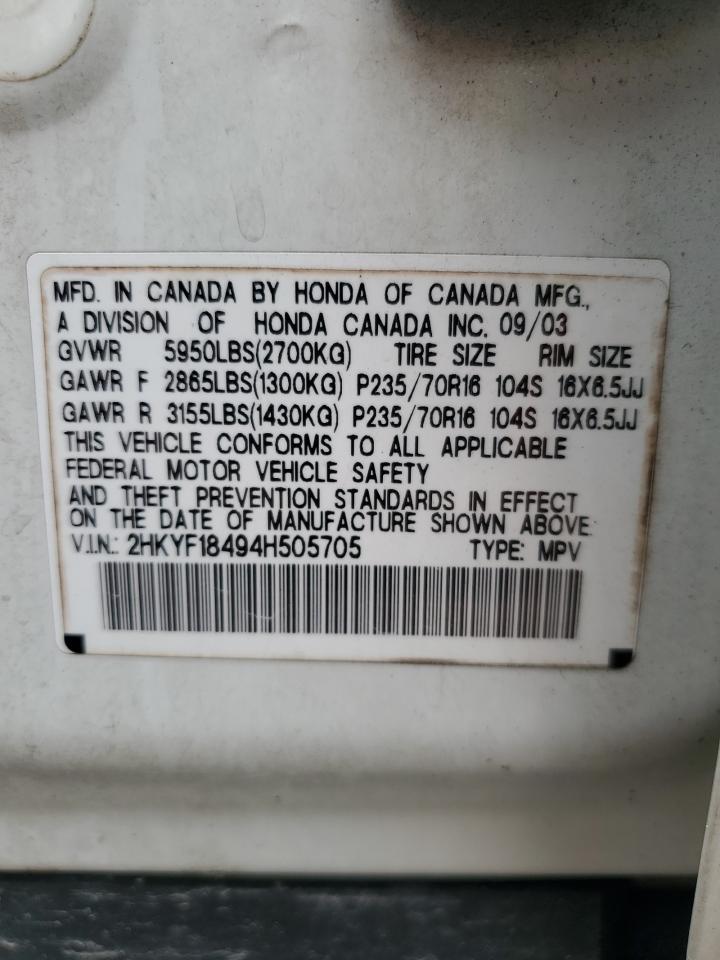 MFD. IN CANADA BY HONDA OF CANADA MFG.,
A DIVISION OF HONDA CANADA INC. 09/03
GVWR 5950LBS(2700KG) TIRE SIZE RIM SIZE
GAWR F 2865LBS(1300KG) P235/70R16 104S 16X6.5JJ
GAWR R 3155LBS(1430KG) P235/70R16 104S 16X6.5JJ
THIS VEHICLE CONFORMS TO ALL APPLICABLE
FEDERAL MOTOR VEHICLE SAFETY
AND THEFT PREVENTION STANDARDS IN EFFECT
ON THE DATE OF MANUFACTURE SHOWN ABOVE.
V.I.N.: 2HKYF18494H505705 TYPE: MPV